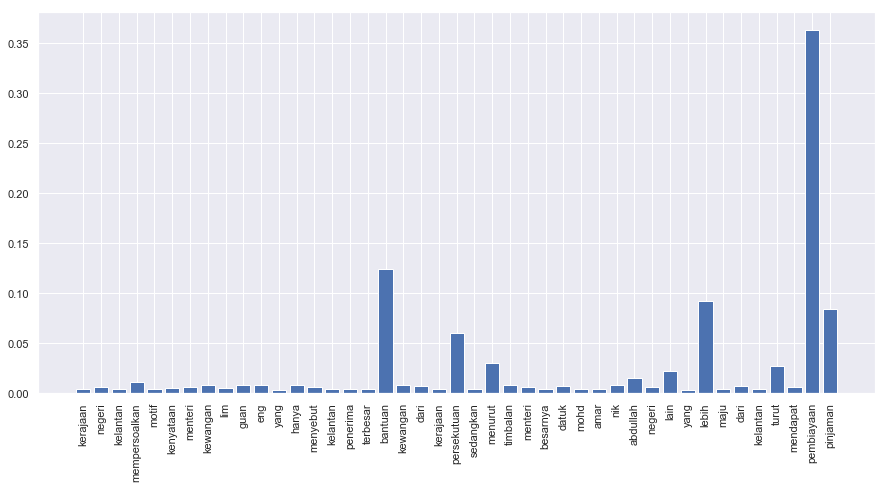 0.35
0.30
0.25
0.20
0.15
0.10
0.05
0.00
kerajaan
negeri
kelantan
mempersoalkan
motif
kenyataan
menteri
kewangan
lim
guan
eng
yang
hanya
menyebut
kelantan
penerima
terbesar
bantuan
kewangan
dari
kerajaan
persekutuan
sedangkan
menurut
timbalan
menteri
besarnya
datuk
mohd
amar
nik
abdullah
negeri
lain
yang
lebih
maju
dari
kelantan
turut
mendapat
pembiayaan
pinjaman